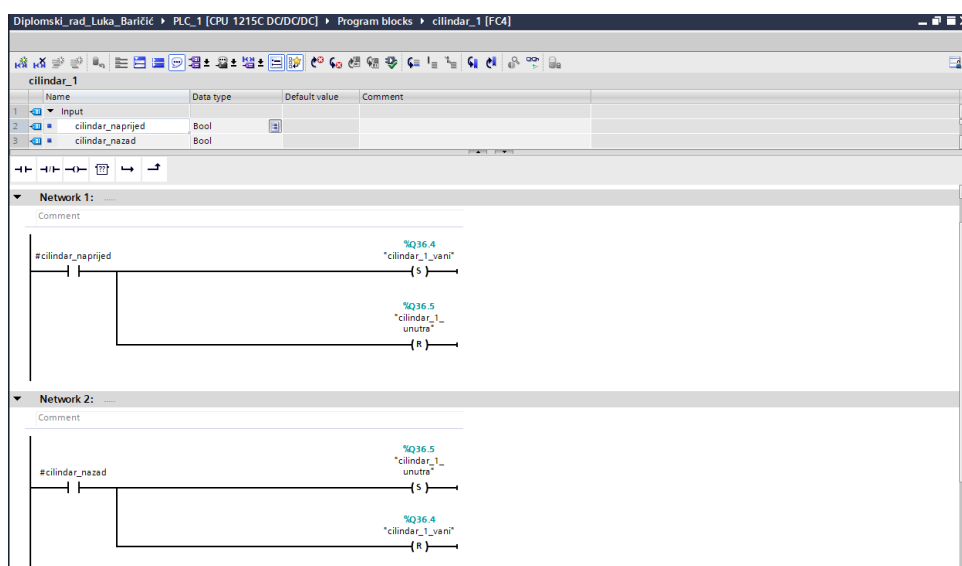 Diplomski_rad_Luka_Baričić ▸ PLC_1 [CPU 1215C DC/DC/DC] ▸ Program blocks ▸ cilindar_1 [FC4]
cilindar_1
Name Data type Default value Comment
1 Input
2 cilindar_naprijed Bool
3 cilindar_nazad Bool
Network 1: .....
Comment
%Q36.4
#cilindar_naprijed "cilindar_1_vani"
S
%Q36.5
"cilindar_1_
unutra"
R
Network 2: .....
Comment
%Q36.5
"cilindar_1_
#cilindar_nazad unutra"
S
%Q36.4
"cilindar_1_vani"
R